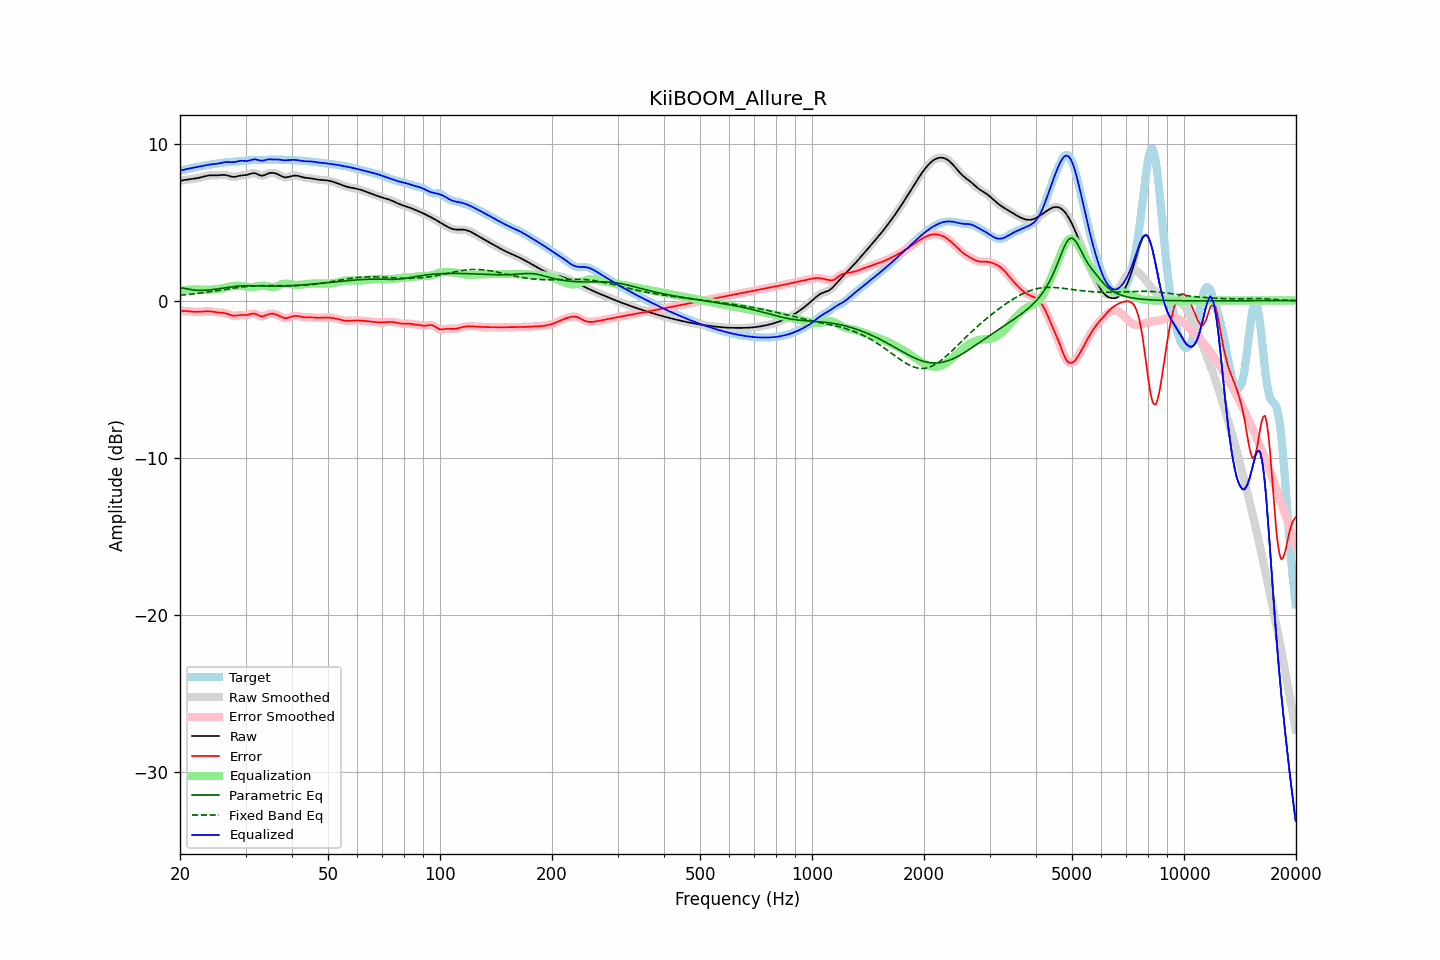 KiiBOOM_Allure_R
10
0
−10
−20
−30
Amplitude (dBr)
Target
Raw Smoothed
Error Smoothed
Raw
Error
Equalization
Parametric Eq
Fixed Band Eq
Equalized
20 50 100 200 500 1000 2000 5000 10000 20000
Frequency (Hz)